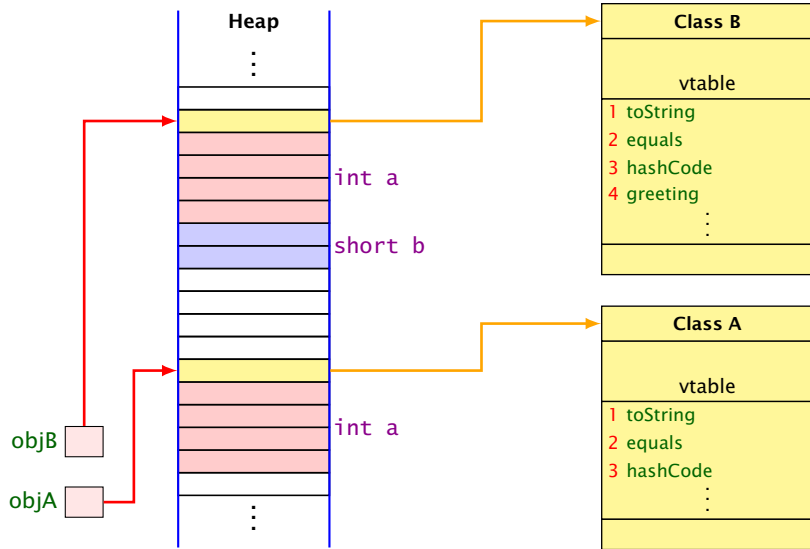 Heap
int a
short b
int a
objB
objA
Class B
vtable
1 toString
2 equals
3 hashCode
4 greeting
Class A
vtable
1 toString
2 equals
3 hashCode